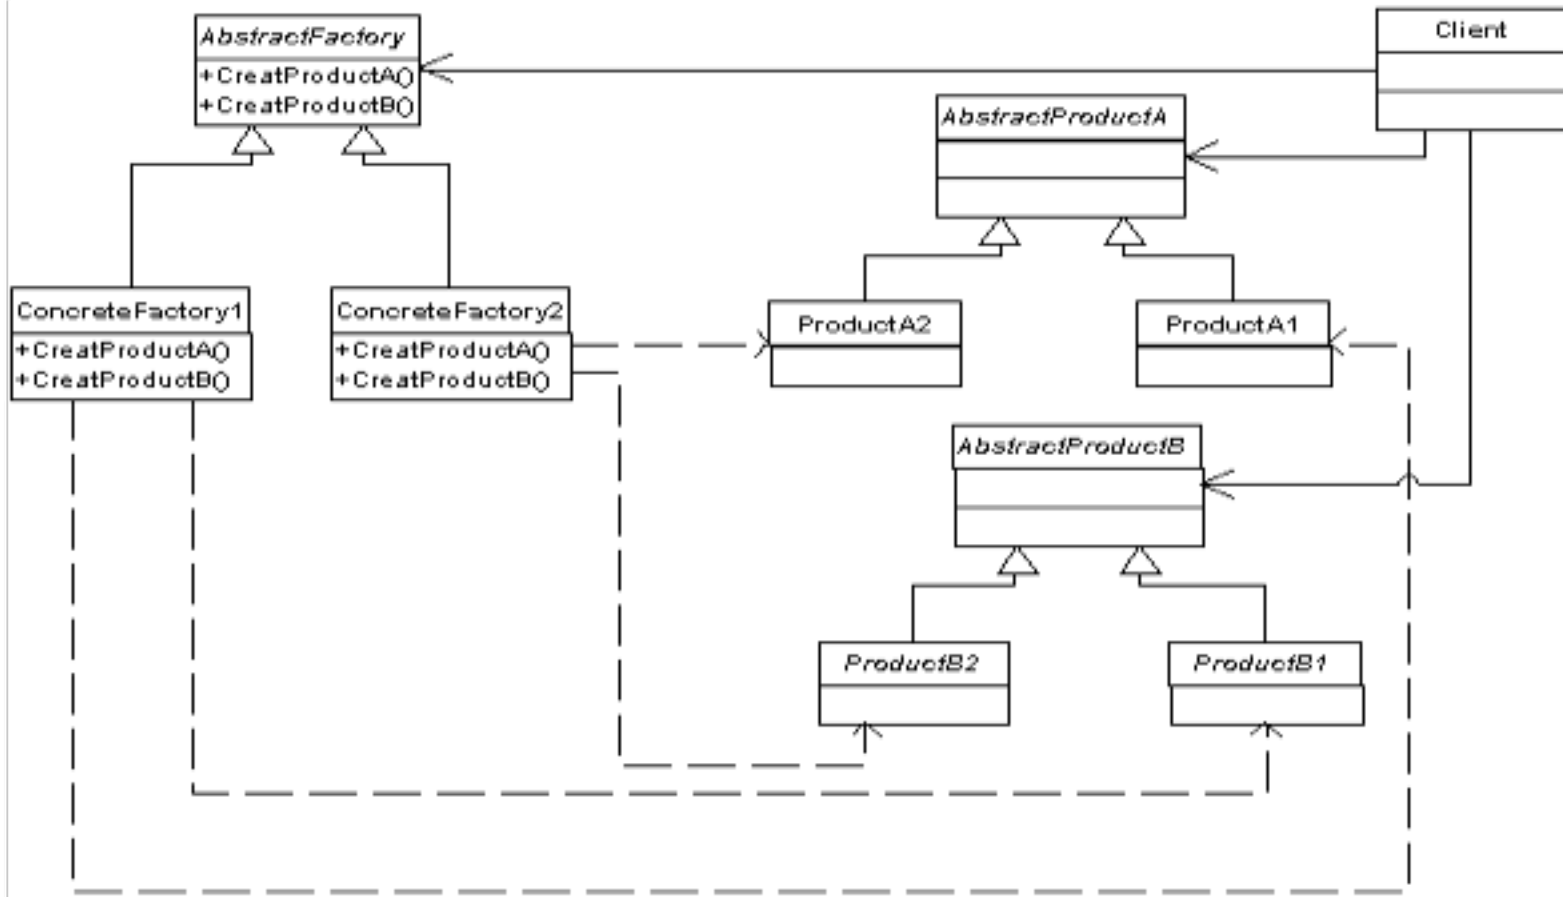 AbstractFactory
+CreatProductA()
+CreatProductB()
Client
AbstractProductA
ConcreteFactory1
+CreatProductA()
+CreatProductB()
ConcreteFactory2
+CreatProductA()
+CreatProductB()
ProductA2
ProductA1
AbstractProductB
ProductB2
ProductB1